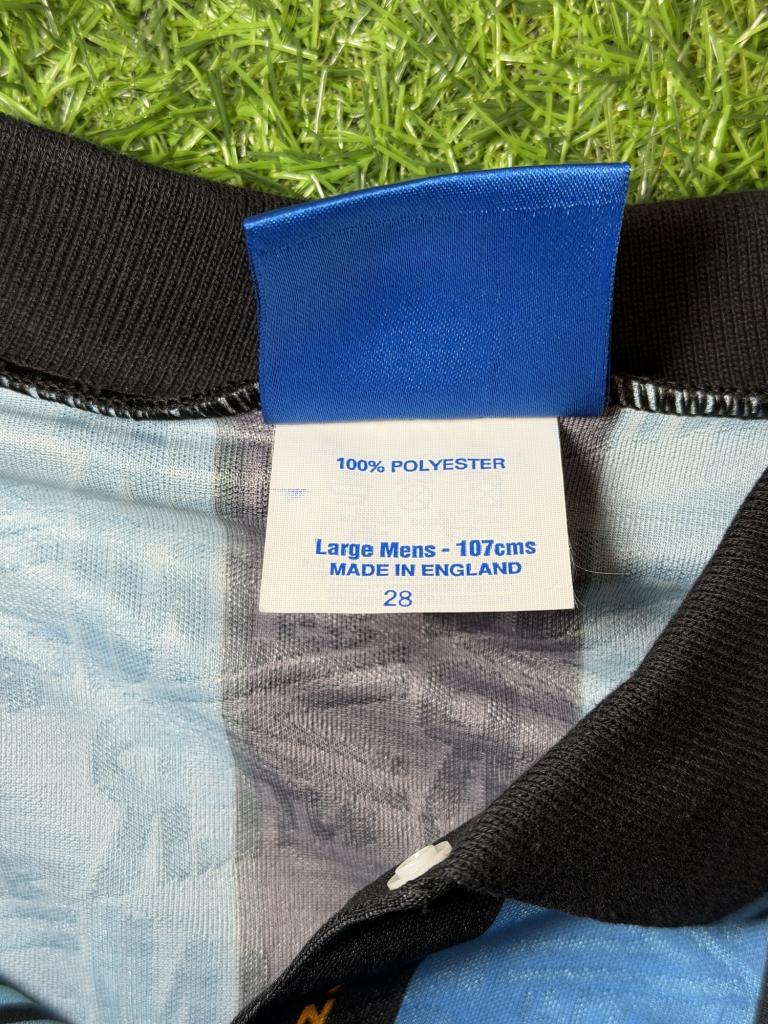 100% POLYESTER
Large Mens - 107cms
MADE IN ENGLAND
28